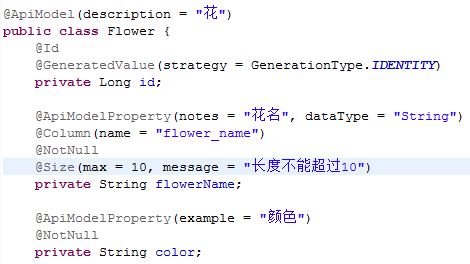 @ApiModel(description = "花")
public class Flower {
    @Id
    @GeneratedValue(strategy = GenerationType.IDENTITY)
    private Long id;

    @ApiModelProperty(notes = "花名", dataType = "String")
    @Column(name = "flower_name")
    @NotNull
    @Size(max = 10, message = "长度不能超过10")
    private String flowerName;

    @ApiModelProperty(example = "颜色")
    @NotNull
    private String color;